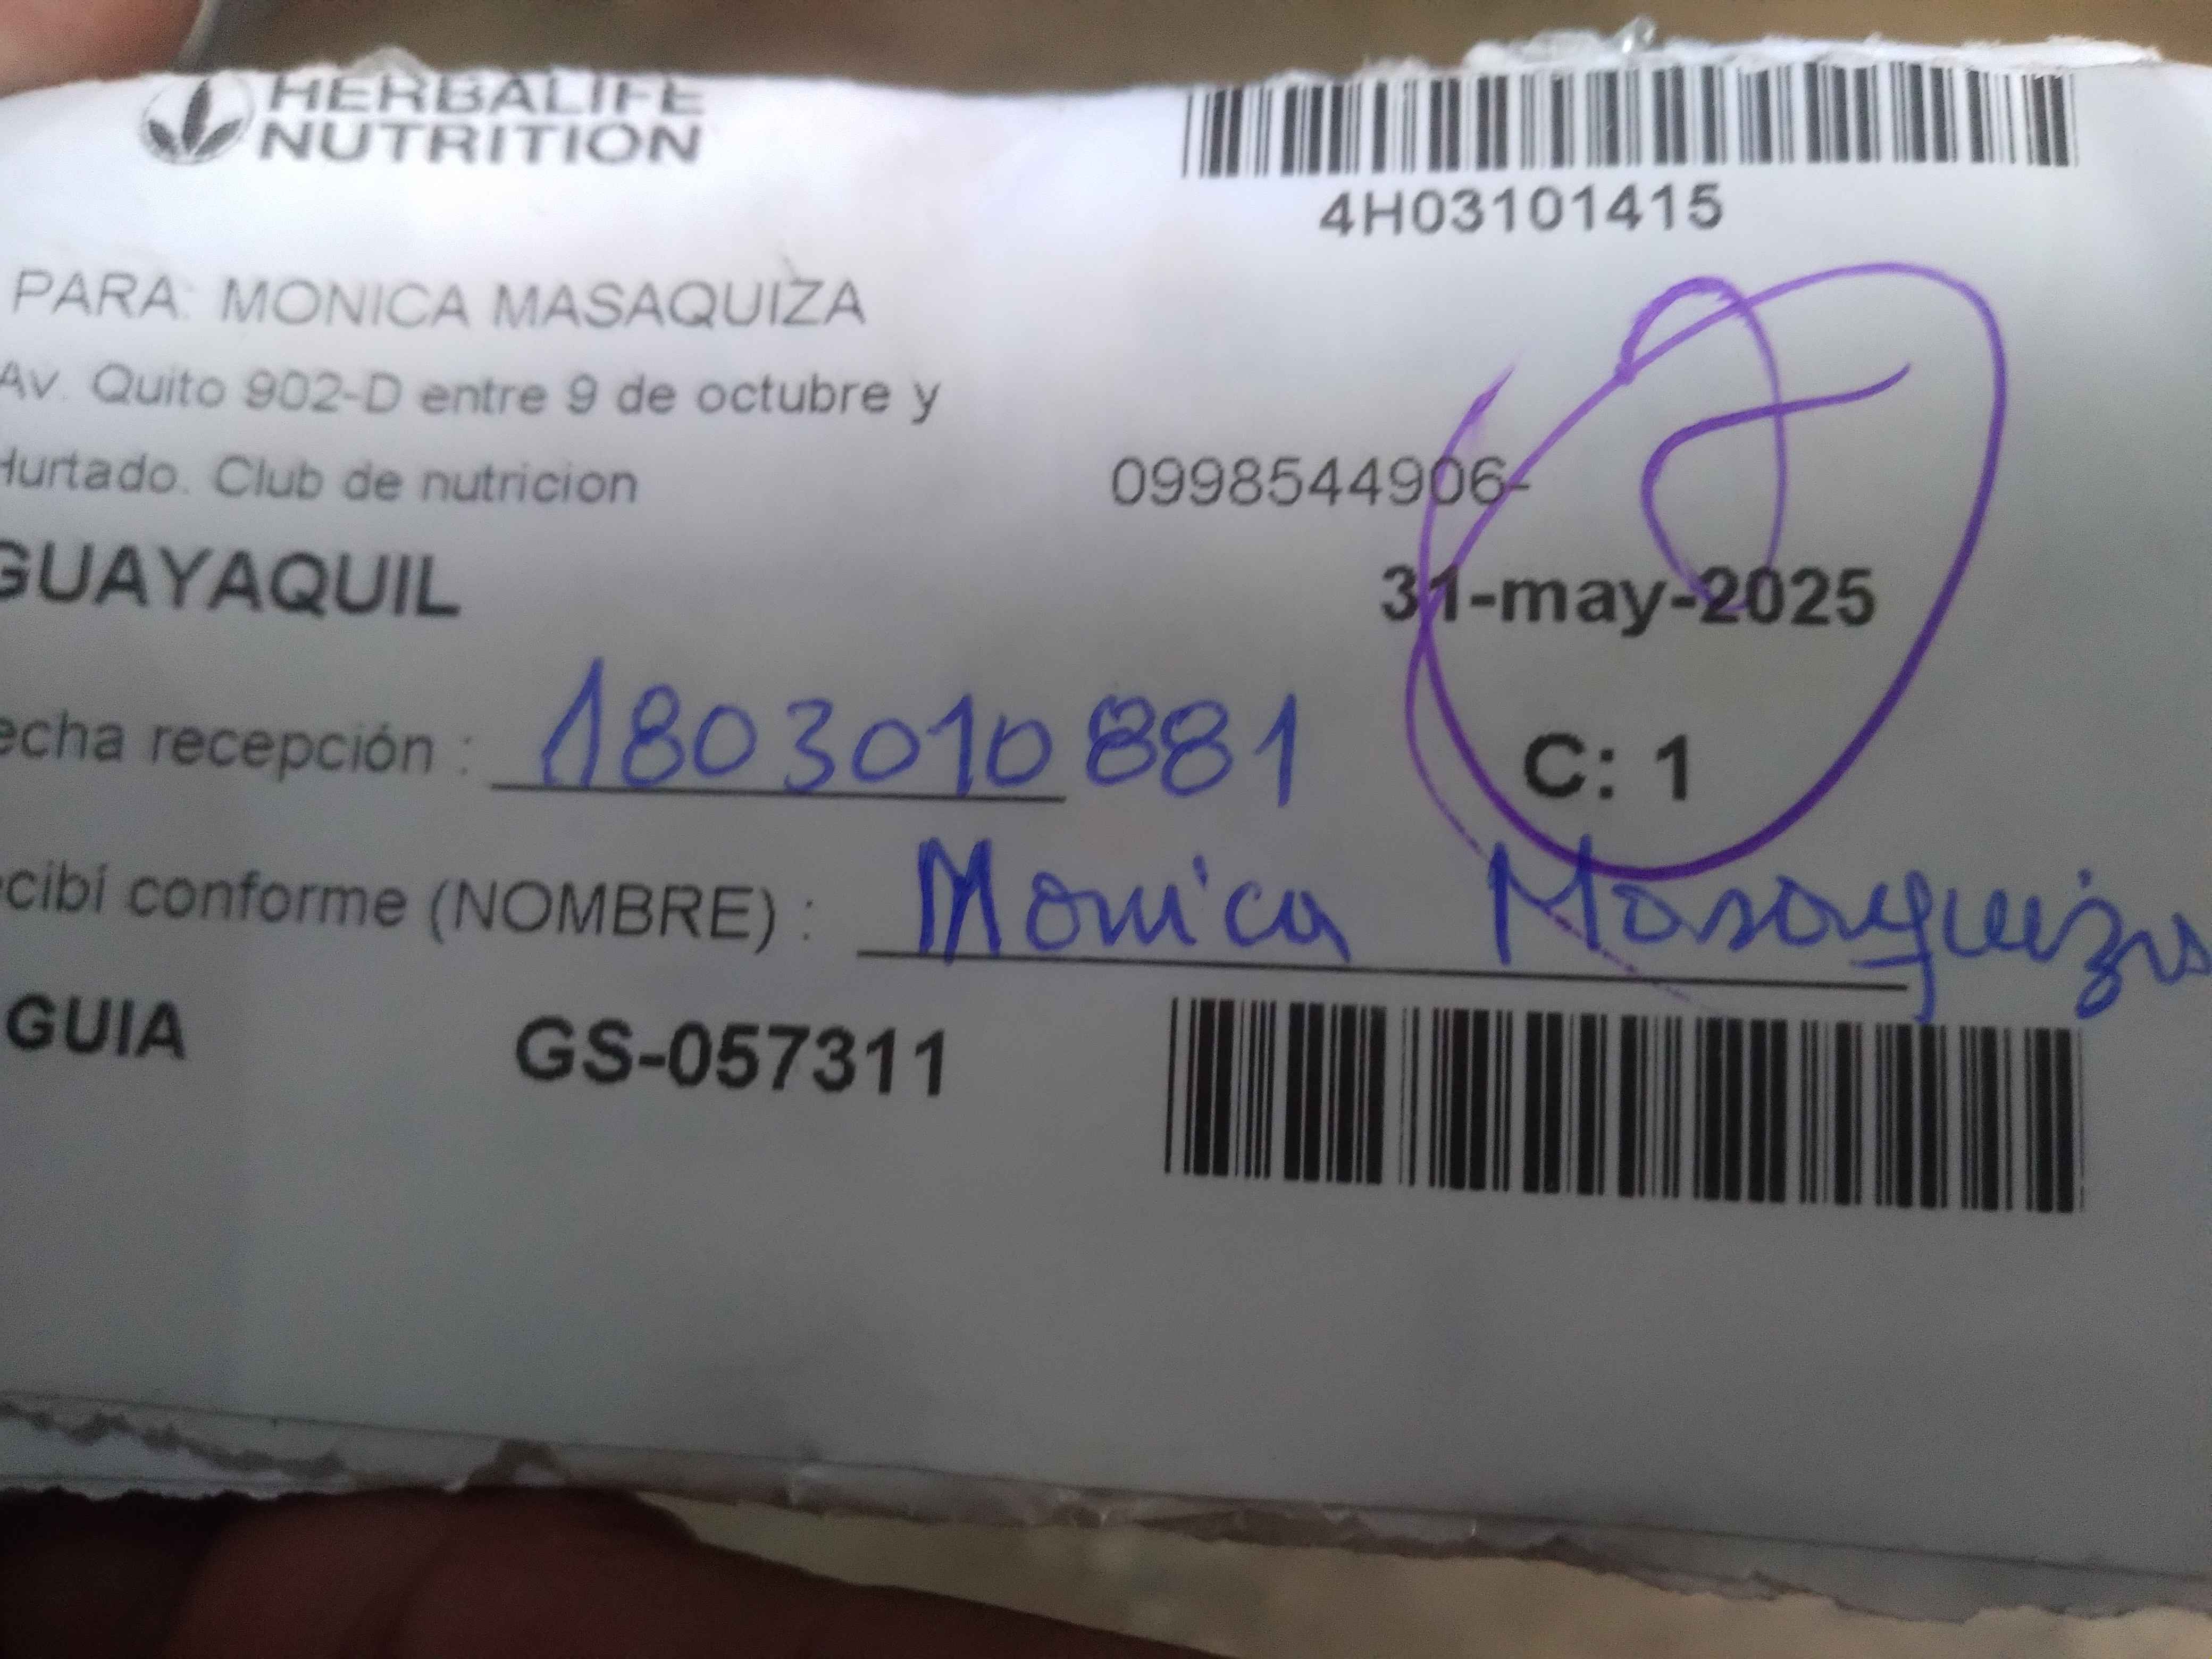 HERBALIFE
NUTRITION
4H03101415
PARA: MONICA MASAQUIZA
Av. Quito 902-D entre 9 de octubre y
Hurtado. Club de nutricion
0998544906-
GUAYAQUIL
31-may-2025
echa recepción : 1803010881
C: 1
cibí conforme (NOMBRE) : Monica Masaquiza
GUIA GS-057311